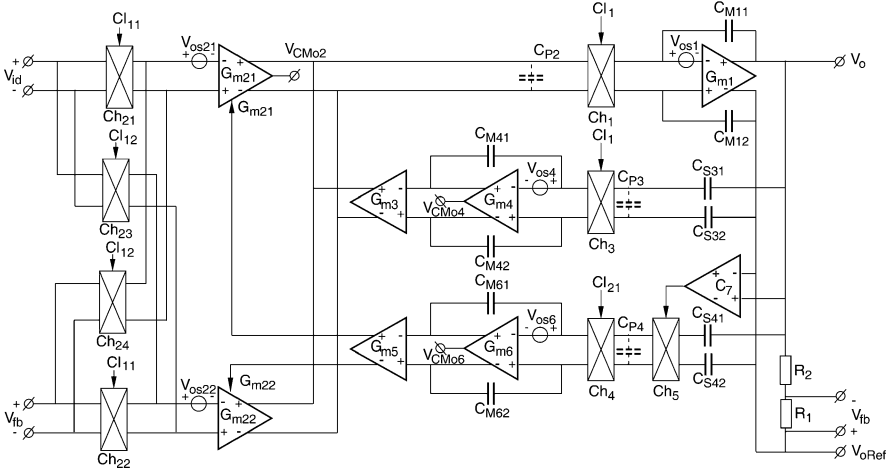 Cl11 Cl1 CM11
Vos21 VCMo2 CP2 Vos1
+ + - - + - + - + Vo
Vid Gm21 Gm1
- + - + -
Ch21 Gm21 Ch1 CM12
Cl12 CM41 Cl1
Vos4 CP3 CS31
+ - + - - +
Gm3 VCMo4 Gm4
- + - +
Ch23 CM42 Ch3 CS32
Cl12 CM61 Cl21 C7 + - - +
Vos6 CP4 CS41
+ - + - - +
Gm5 VCMo6 Gm6
- + - +
Ch24 CM62 Ch4 Ch5 CS42
Cl11 Gm22 R2
Vos22
+ + - - + -
Vfb Gm22 R1 Vfb
- + - +
Ch22 VoRef